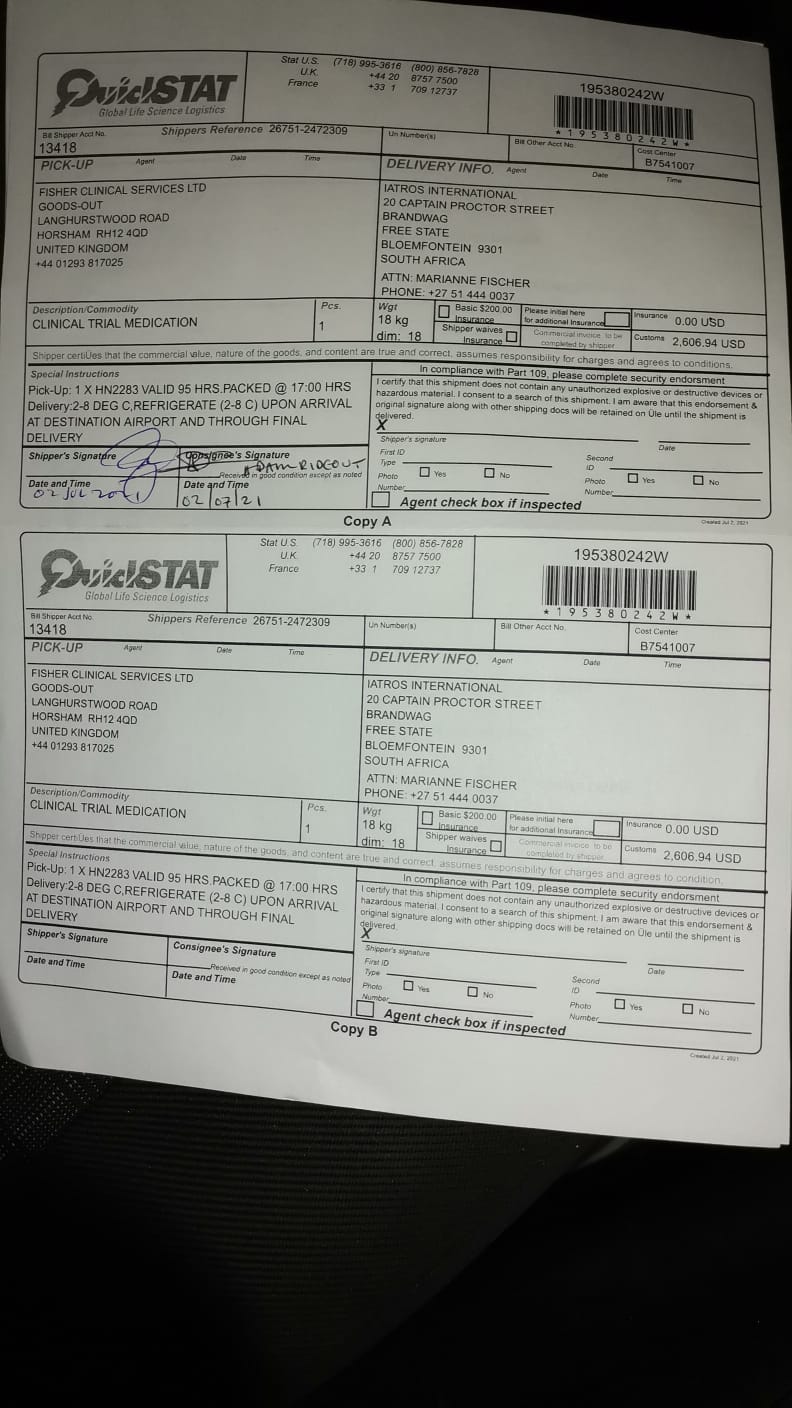 QuickSTAT
Global Life Science Logistics
Stat U.S. (718) 995-3616 (800) 856-7828
U.K. +44 20 8757 7500
France +33 1 709 12737
195380242W
*195380242W*
Bill Shipper Acct No. Shippers Reference 26751-2472309
13418
Un Number(s)
Bill Other Acct No.
Cost Center
B7541007
PICK-UP Agent Date Time
DELIVERY INFO. Agent Date Time
FISHER CLINICAL SERVICES LTD
GOODS-OUT
LANGHURSTWOOD ROAD
HORSHAM RH12 4QD
UNITED KINGDOM
+44 01293 817025
IATROS INTERNATIONAL
20 CAPTAIN PROCTOR STREET
BRANDWAG
FREE STATE
BLOEMFONTEIN 9301
SOUTH AFRICA
ATTN: MARIANNE FISCHER
PHONE: +27 51 444 0037
Description/Commodity
CLINICAL TRIAL MEDICATION
Pcs.
1
Wgt
18 kg
dim: 18
Basic $200.00
Insurance
Shipper waives
Insurance
Please initial here
for additional Insurance
Commercial invoice to be
completed by shipper
Insurance 0.00 USD
Customs 2,606.94 USD
Shipper certiÜes that the commercial value, nature of the goods, and content are true and correct, assumes responsibility for charges and agrees to conditions.
Special Instructions
Pick-Up: 1 X HN2283 VALID 95 HRS.PACKED @ 17:00 HRS
Delivery:2-8 DEG C,REFRIGERATE (2-8 C) UPON ARRIVAL
AT DESTINATION AIRPORT AND THROUGH FINAL
DELIVERY
In compliance with Part 109, please complete security endorsment
I certify that this shipment does not contain any unauthorized explosive or destructive devices or
hazardous material. I consent to a search of this shipment. I am aware that this endorsement &
original signature along with other shipping docs will be retained on Üle until the shipment is
delivered.
X
Shipper's signature
Date
Shipper's Signature
Consignee's Signature
ADAM RIDGOUT
Received in good condition except as noted
Date and Time
02 JUL 2021
Date and Time
02/07/21
First ID
Type
Photo Yes No
Number
Second
ID
Photo Yes No
Number
Agent check box if inspected
Copy A
Created Jul 2, 2021
QuickSTAT
Global Life Science Logistics
Stat U.S. (718) 995-3616 (800) 856-7828
U.K. +44 20 8757 7500
France +33 1 709 12737
195380242W
*195380242W*
Bill Shipper Acct No. Shippers Reference 26751-2472309
13418
Un Number(s)
Bill Other Acct No.
Cost Center
B7541007
PICK-UP Agent Date Time
DELIVERY INFO. Agent Date Time
FISHER CLINICAL SERVICES LTD
GOODS-OUT
LANGHURSTWOOD ROAD
HORSHAM RH12 4QD
UNITED KINGDOM
+44 01293 817025
IATROS INTERNATIONAL
20 CAPTAIN PROCTOR STREET
BRANDWAG
FREE STATE
BLOEMFONTEIN 9301
SOUTH AFRICA
ATTN: MARIANNE FISCHER
PHONE: +27 51 444 0037
Description/Commodity
CLINICAL TRIAL MEDICATION
Pcs.
1
Wgt
18 kg
dim: 18
Basic $200.00
Insurance
Shipper waives
Insurance
Please initial here
for additional Insurance
Commercial invoice to be
completed by shipper
Insurance 0.00 USD
Customs 2,606.94 USD
Shipper certiÜes that the commercial value, nature of the goods, and content are true and correct, assumes responsibility for charges and agrees to condition.
Special Instructions
Pick-Up: 1 X HN2283 VALID 95 HRS.PACKED @ 17:00 HRS
Delivery:2-8 DEG C,REFRIGERATE (2-8 C) UPON ARRIVAL
AT DESTINATION AIRPORT AND THROUGH FINAL
DELIVERY
In compliance with Part 109, please complete security endorsment
I certify that this shipment does not contain any unauthorized explosive or destructive devices or
hazardous material. I consent to a search of this shipment. I am aware that this endorsement &
original signature along with other shipping docs will be retained on Üle until the shipment is
delivered.
X
Shipper's signature
Date
Shipper's Signature
Consignee's Signature
Received in good condition except as noted
Date and Time
Date and Time
First ID
Type
Photo Yes No
Number
Second
ID
Photo Yes No
Number
Agent check box if inspected
Copy B
Created Jul 2, 2021